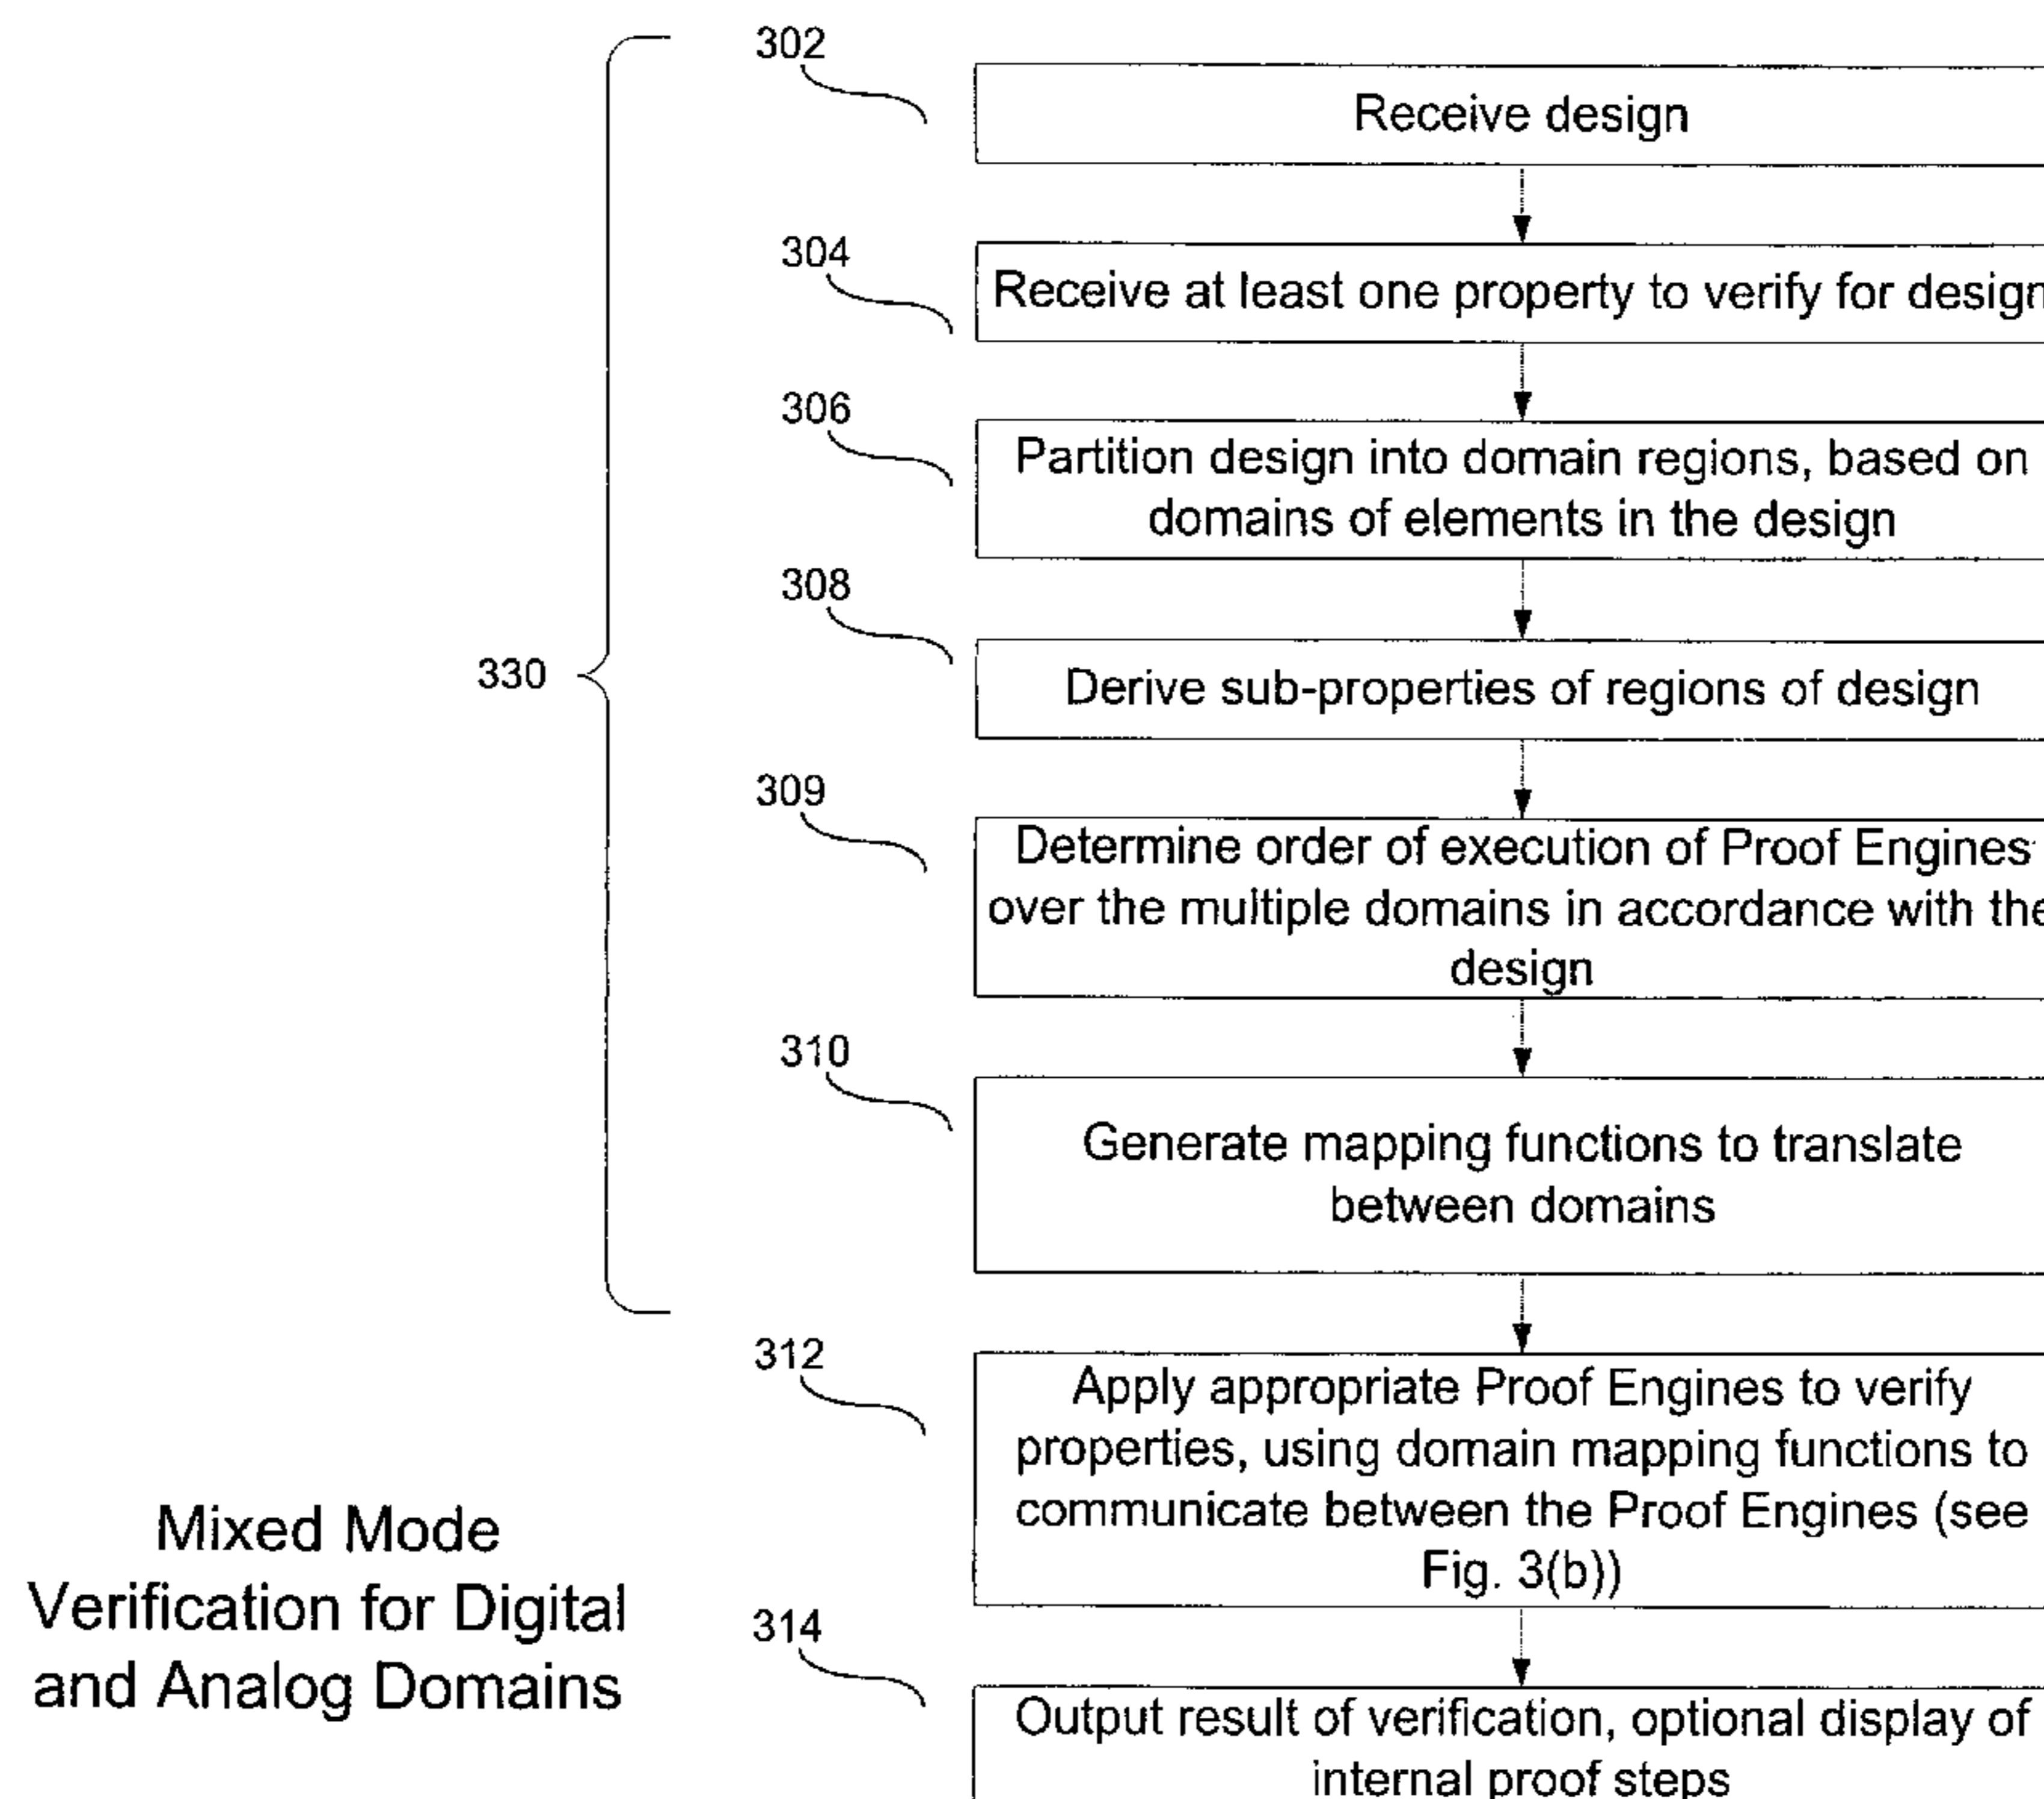 302
Receive design
304
Receive at least one property to verify for design
306
Partition design into domain regions, based on
domains of elements in the design
308
Derive sub-properties of regions of design
330
309
Determine order of execution of Proof Engines
over the multiple domains in accordance with the
design
310
Generate mapping functions to translate
between domains
312
Apply appropriate Proof Engines to verify
properties, using domain mapping functions to
communicate between the Proof Engines (see
Fig. 3(b))
314
Output result of verification, optional display of
internal proof steps
Mixed Mode
Verification for Digital
and Analog Domains